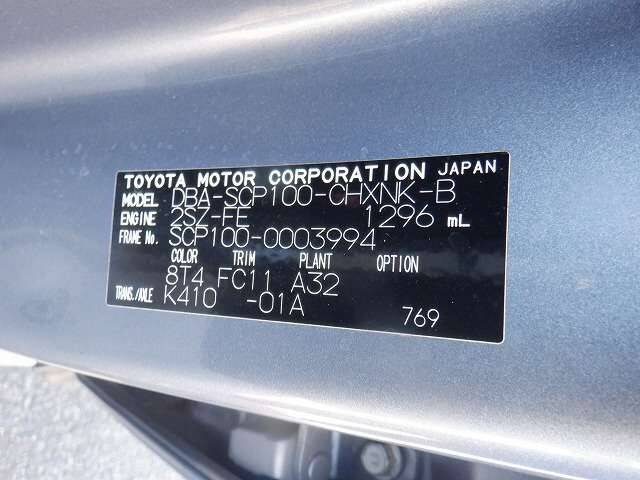 TOYOTA MOTOR CORPORATION JAPAN
MODEL DBA-SCP100-CHXNK-B
ENGINE 2SZ-FE 1296 mL
FRAME No. SCP100-0003994
COLOR TRIM PLANT OPTION
8T4 FC11 A32
TRANS./AXLE K410 -01A
769